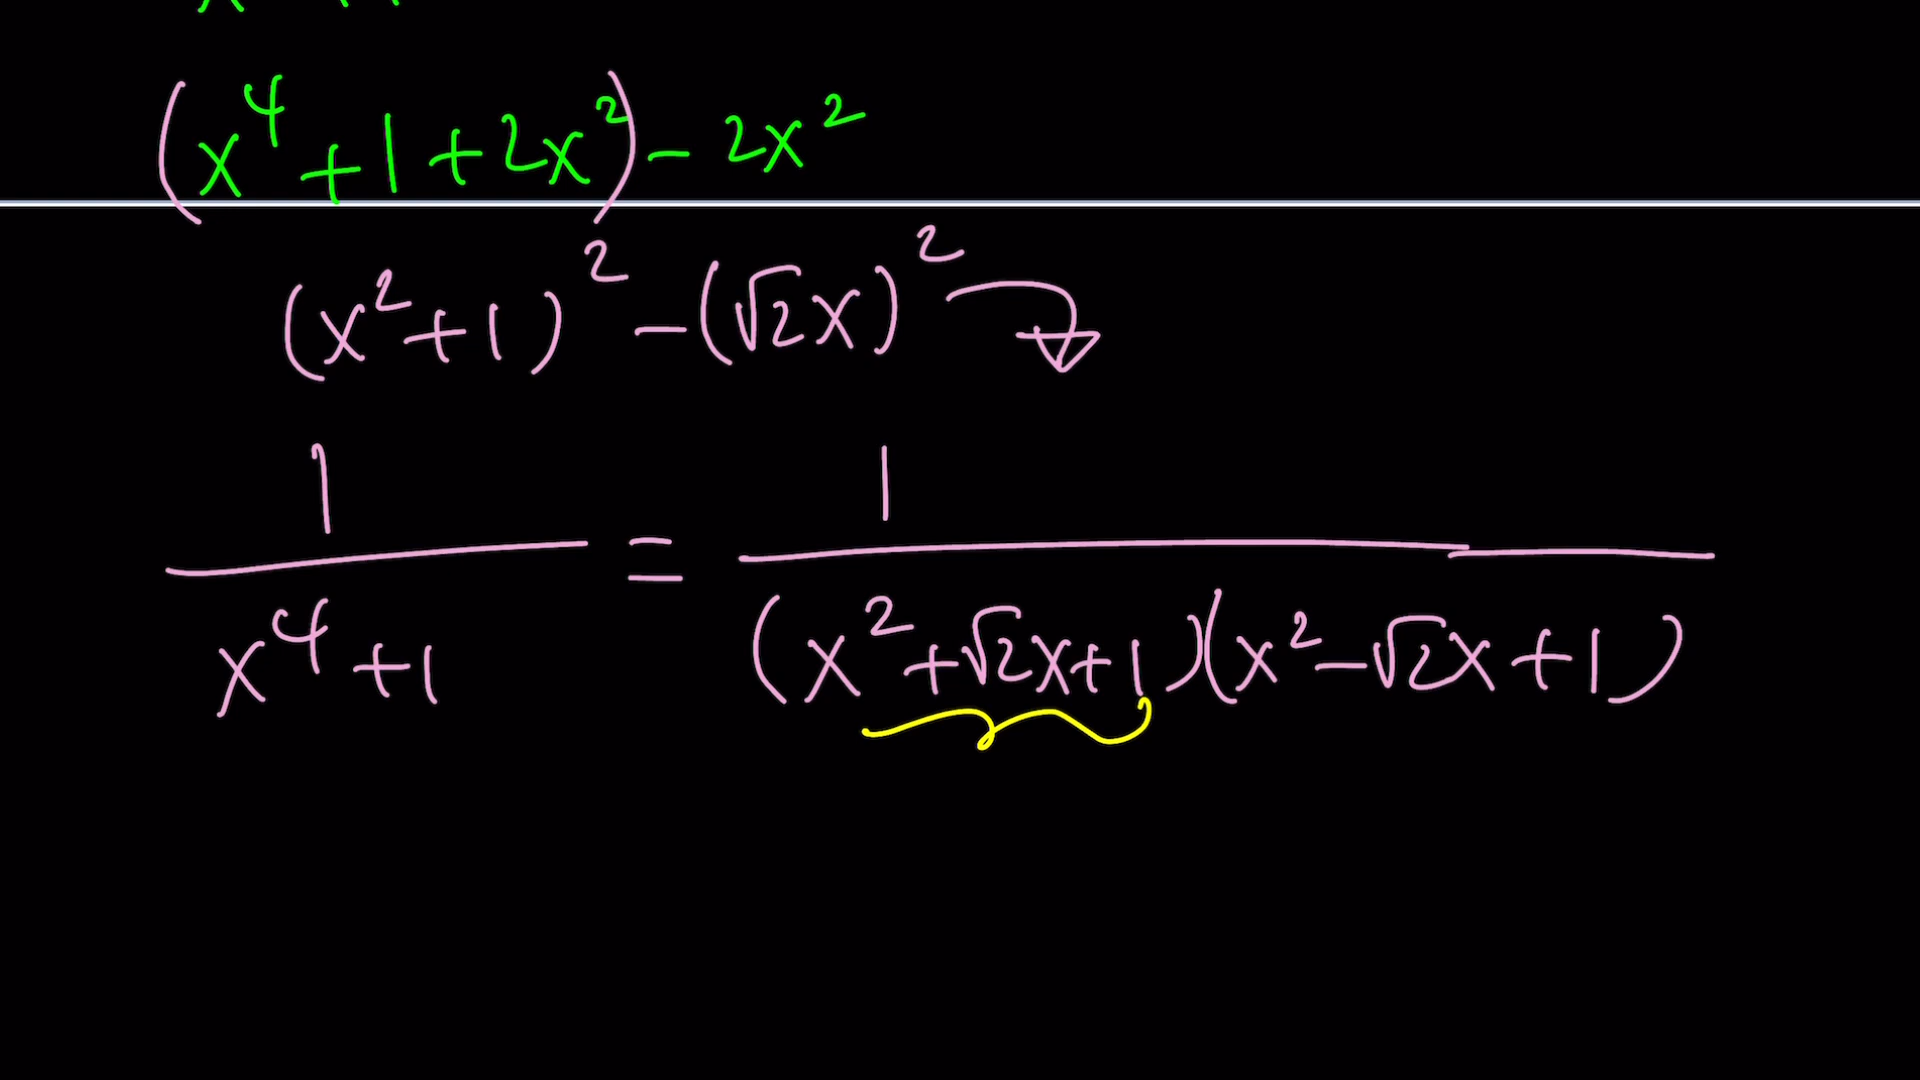 (x⁴+1+2x²)-2x²
(x²+1)²-(√2x)²
1/(x⁴+1) = 1/((x²+√2x+1)(x²-√2x+1))